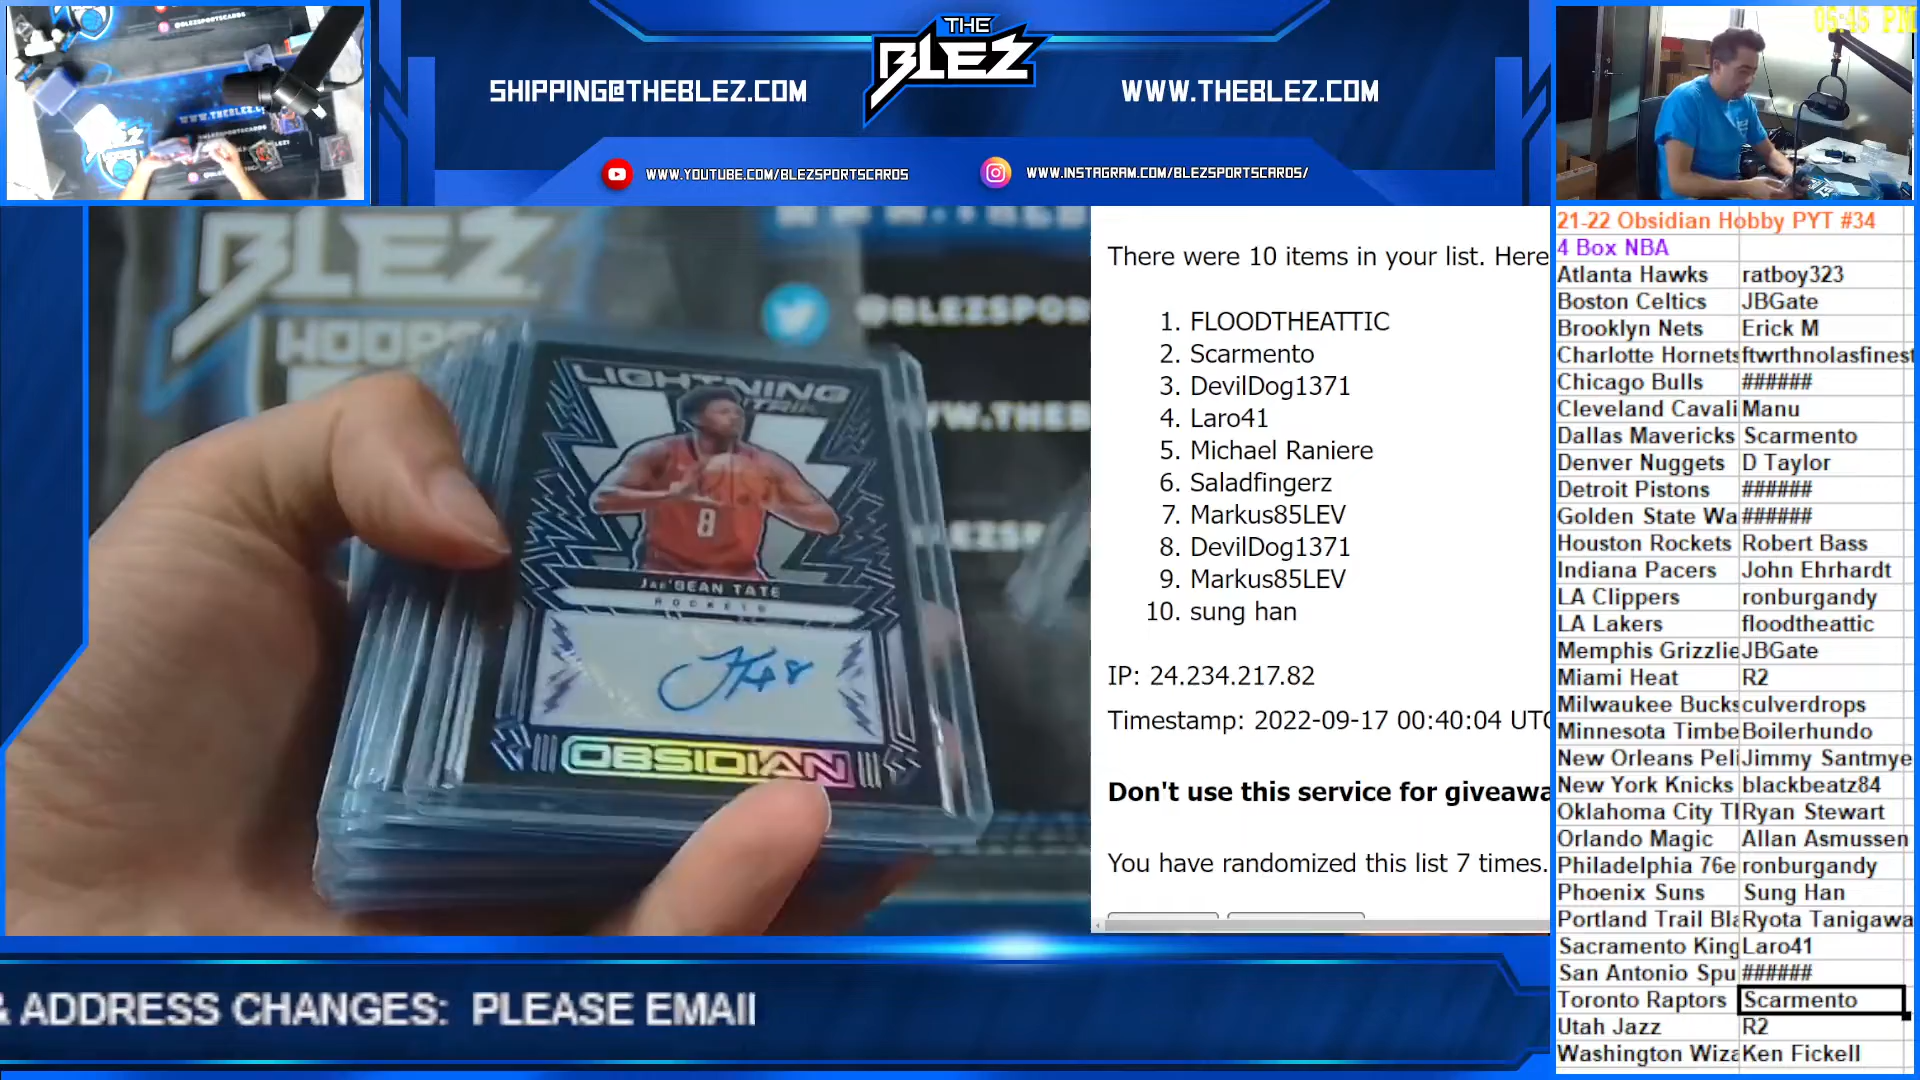 THE
BLEZ
SHIPPING@THEBLEZ.COM
WWW.THEBLEZ.COM
WWW.YOUTUBE.COM/BLEZSPORTSCARDS
WWW.INSTAGRAM.COM/BLEZSPORTSCARDS/
05:45 PM
BLEZ
HOOPS
@BLEZSPOR
WWW.THEB
LIGHTNING
8
JAE'SEAN TATE
ROCKETS
OBSIDIAN
There were 10 items in your list. Here
1. FLOODTHEATTIC
2. Scarmento
3. DevilDog1371
4. Laro41
5. Michael Raniere
6. Saladfingerz
7. Markus85LEV
8. DevilDog1371
9. Markus85LEV
10. sung han
IP: 24.234.217.82
Timestamp: 2022-09-17 00:40:04 UTC
Don't use this service for giveawa
You have randomized this list 7 times.
21-22 Obsidian Hobby PYT #34
4 Box NBA
Atlanta Hawks ratboy323
Boston Celtics JBGate
Brooklyn Nets Erick M
Charlotte Hornets ftwrthnolasfinest
Chicago Bulls ######
Cleveland Cavali Manu
Dallas Mavericks Scarmento
Denver Nuggets D Taylor
Detroit Pistons ######
Golden State Wa ######
Houston Rockets Robert Bass
Indiana Pacers John Ehrhardt
LA Clippers ronburgandy
LA Lakers floodtheattic
Memphis Grizzlie JBGate
Miami Heat R2
Milwaukee Bucks culverdrops
Minnesota Timbe Boilerhundo
New Orleans Peli Jimmy Santmye
New York Knicks blackbeatz84
Oklahoma City Tl Ryan Stewart
Orlando Magic Allan Asmussen
Philadelphia 76e ronburgandy
Phoenix Suns Sung Han
Portland Trail Bla Ryota Tanigawa
Sacramento King Laro41
San Antonio Spu ######
Toronto Raptors Scarmento
Utah Jazz R2
Washington Wiza Ken Fickell
& ADDRESS CHANGES: PLEASE EMAIl